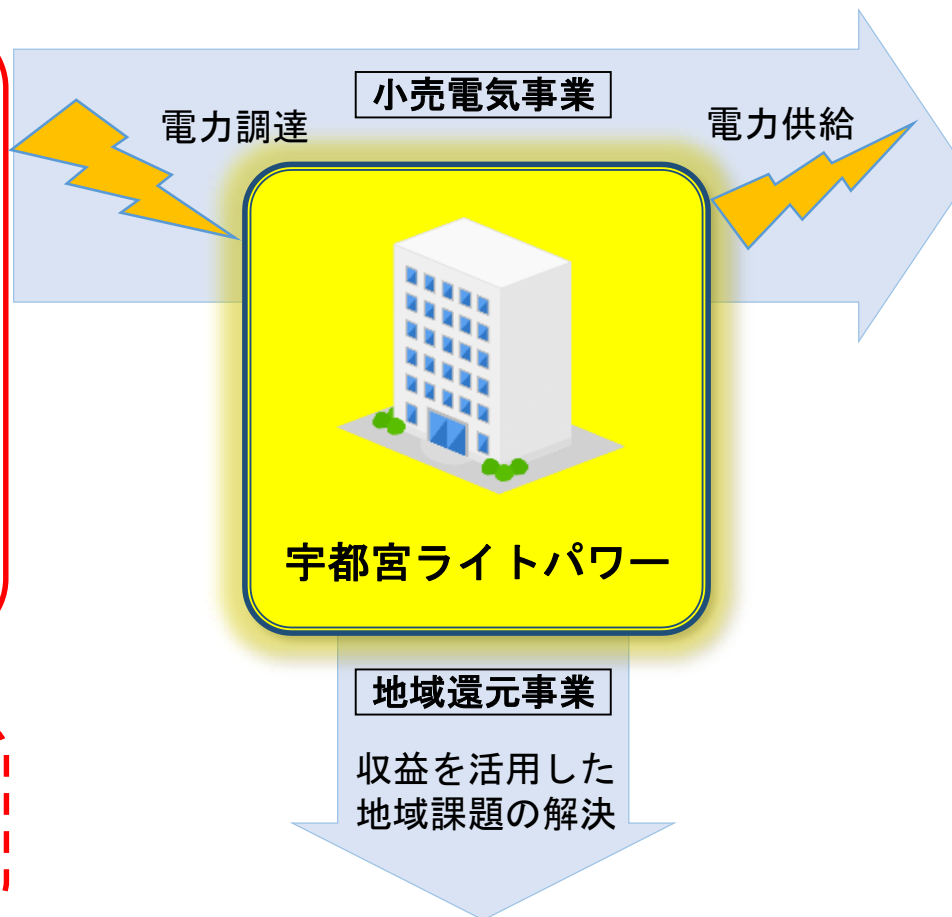 小売電気事業
電力調達
電力供給
宇都宮ライトパワー
地域還元事業
収益を活用した
地域課題の解決